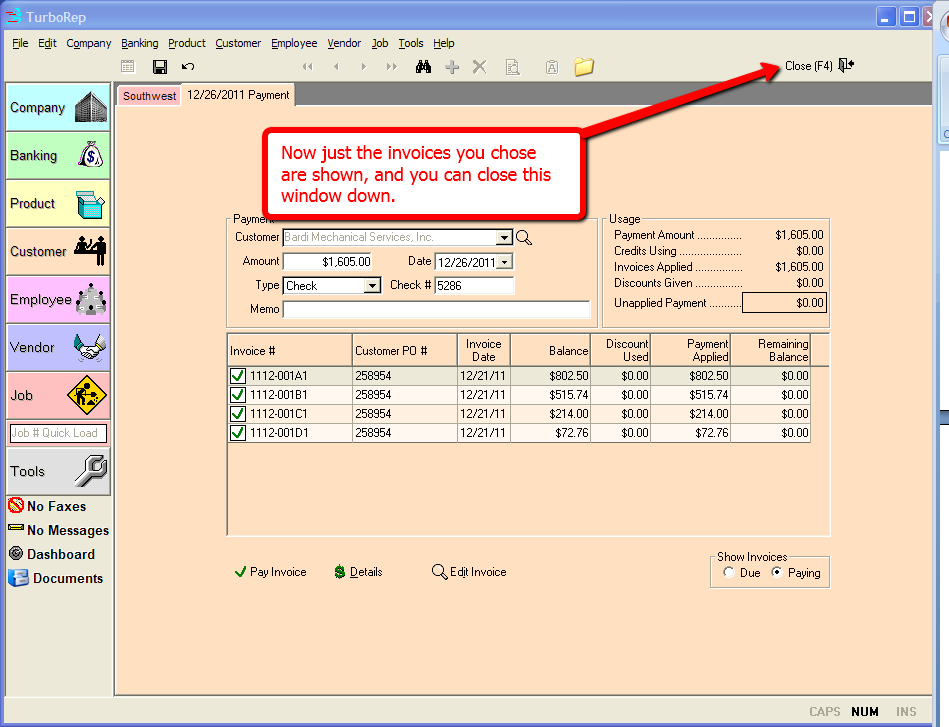 TurboRep
File Edit Company Banking Product Customer Employee Vendor Job Tools Help
Close (F4)
Southwest 12/26/2011 Payment
Company
Banking
Product
Customer
Employee
Vendor
Job
Job # Quick Load
Tools
No Faxes
No Messages
Dashboard
Documents
Now just the invoices you chose
are shown, and you can close this
window down.
Payment
Customer Bardi Mechanical Services, Inc.
Amount $1,605.00 Date 12/26/2011
Type Check Check # 5286
Memo
Usage
Payment Amount .............. $1,605.00
Credits Using .................... $0.00
Invoices Applied ............... $1,605.00
Discounts Given ............... $0.00
Unapplied Payment .......... $0.00
Invoice # Customer PO # Invoice Date Balance Discount Used Payment Applied Remaining Balance
1112-001A1 258954 12/21/11 $802.50 $0.00 $802.50 $0.00
1112-001B1 258954 12/21/11 $515.74 $0.00 $515.74 $0.00
1112-001C1 258954 12/21/11 $214.00 $0.00 $214.00 $0.00
1112-001D1 258954 12/21/11 $72.76 $0.00 $72.76 $0.00
Pay Invoice Details Edit Invoice
Show Invoices
Due Paying
CAPS NUM INS